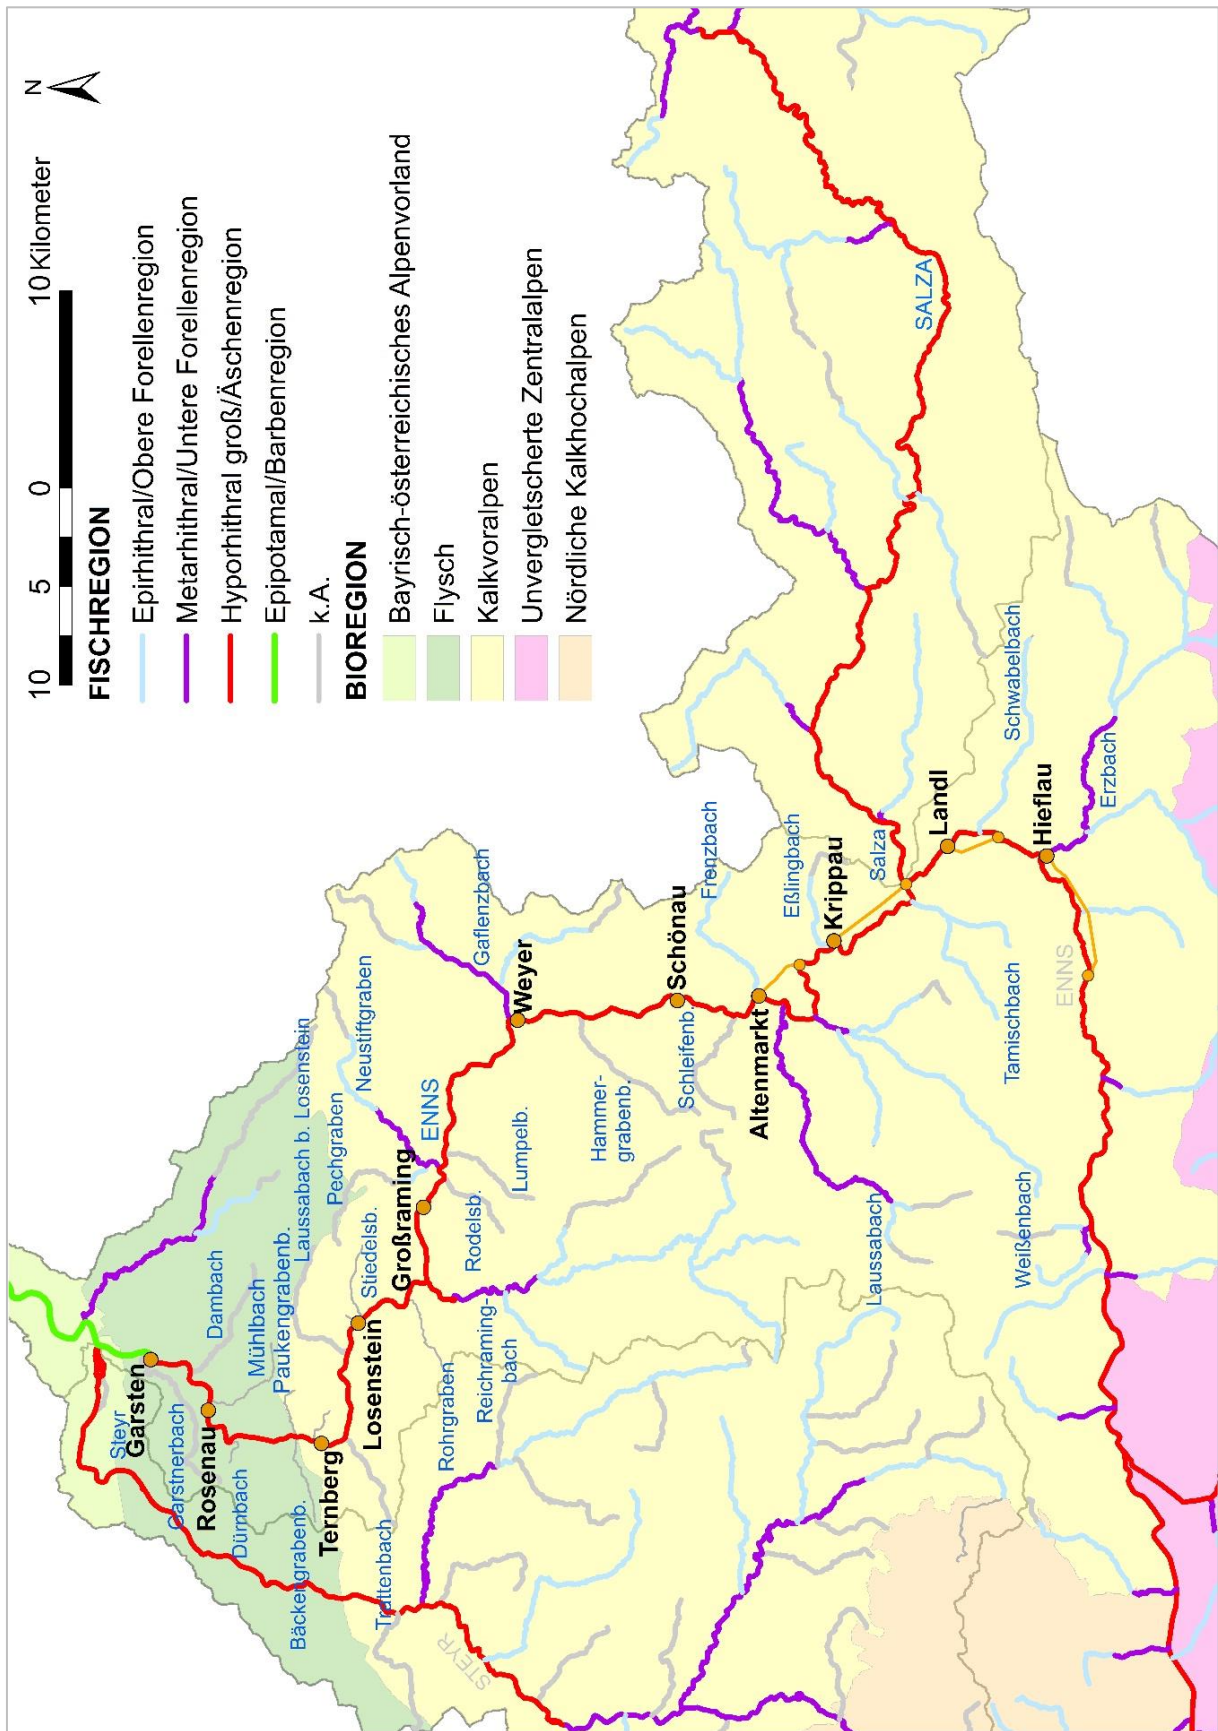 N
10 5 0 10 Kilometer
FISCHREGION
Epirhithral/Obere Forellenregion
Metarhithral/Untere Forellenregion
Hyporhithral groß/Äschenregion
Epipotamal/Barbenregion
k.A.
BIOREGION
Bayrisch-österreichisches Alpenvorland
Flysch
Kalkvoralpen
Unvergletscherte Zentralalpen
Nördliche Kalkhochalpen
Steyr
Garsten
Garstnerbach
Rosenau
Dambach
Dürnbach
Mühlbach
Paukengrabenb.
Bäckengrabenb.
Ternberg
Laussabach b. Losenstein
Pechgraben
Neustiftgraben
Trattenbach
Losenstein
Stiedelsb.
Großraming
ENNS
Gaflenzbach
Weyer
STEYR
Rohrgraben
Reichraming-
bach
Rodelsb.
Lumpelb.
Hammer-
grabenb.
Schleifenb.
Schönau
Frenzbach
Altenmarkt
Eßlingbach
Krippau
Salza
SALZA
Laussabach
Landl
Tamischbach
Schwabelbach
Weißenbach
Hieflau
ENNS
Erzbach